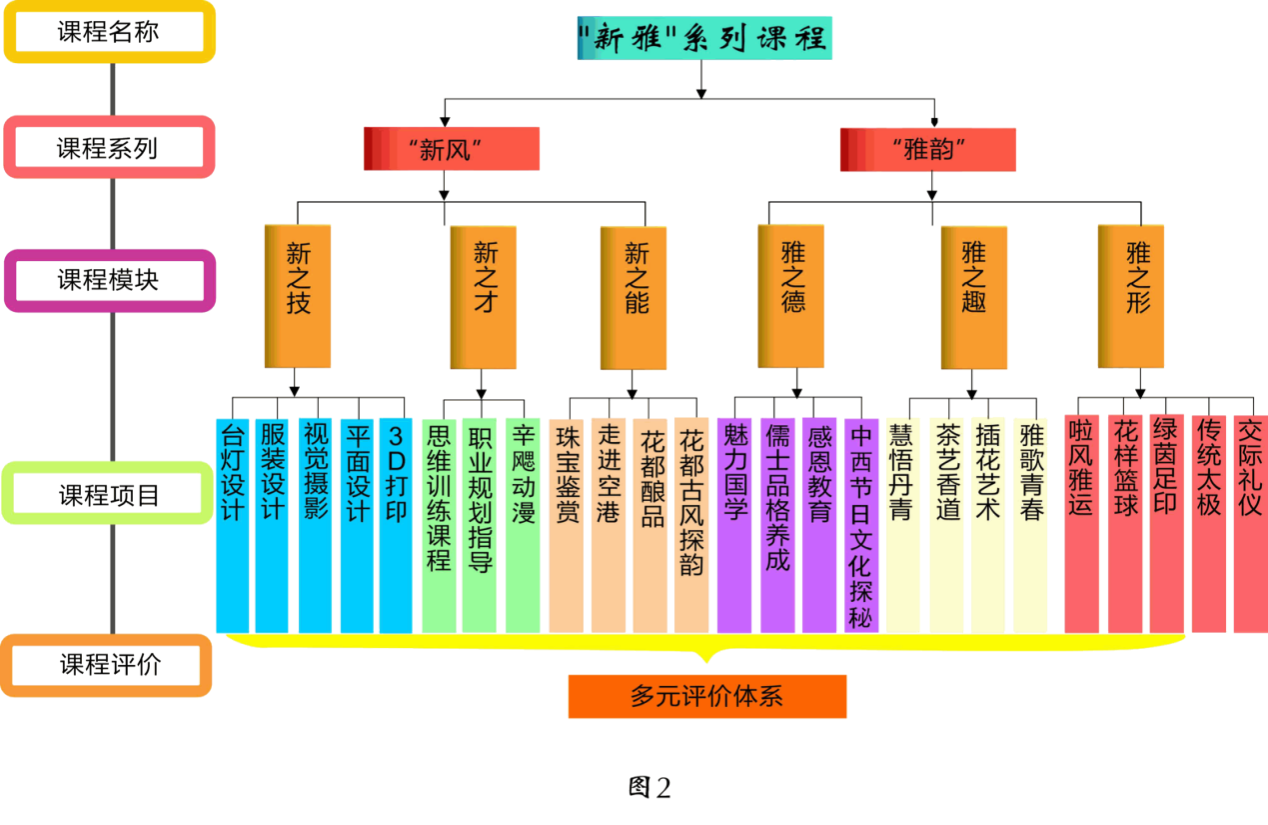 课程名称
"新雅"系列课程
课程系列
“新风”
“雅韵”
课程模块
新之技
新之才
新之能
雅之德
雅之趣
雅之形
课程项目
台灯设计
服装设计
视觉摄影
平面设计
3D打印
思维训练课程
职业规划指导
辛飔动漫
珠宝鉴赏
走进空港
花都酿品
花都古风探韵
魅力国学
儒士品格养成
感恩教育
中西节日文化探秘
慧悟丹青
茶艺香道
插花艺术
雅歌青春
啦风雅运
花样篮球
绿茵足印
传统太极
交际礼仪
课程评价
多元评价体系
图2